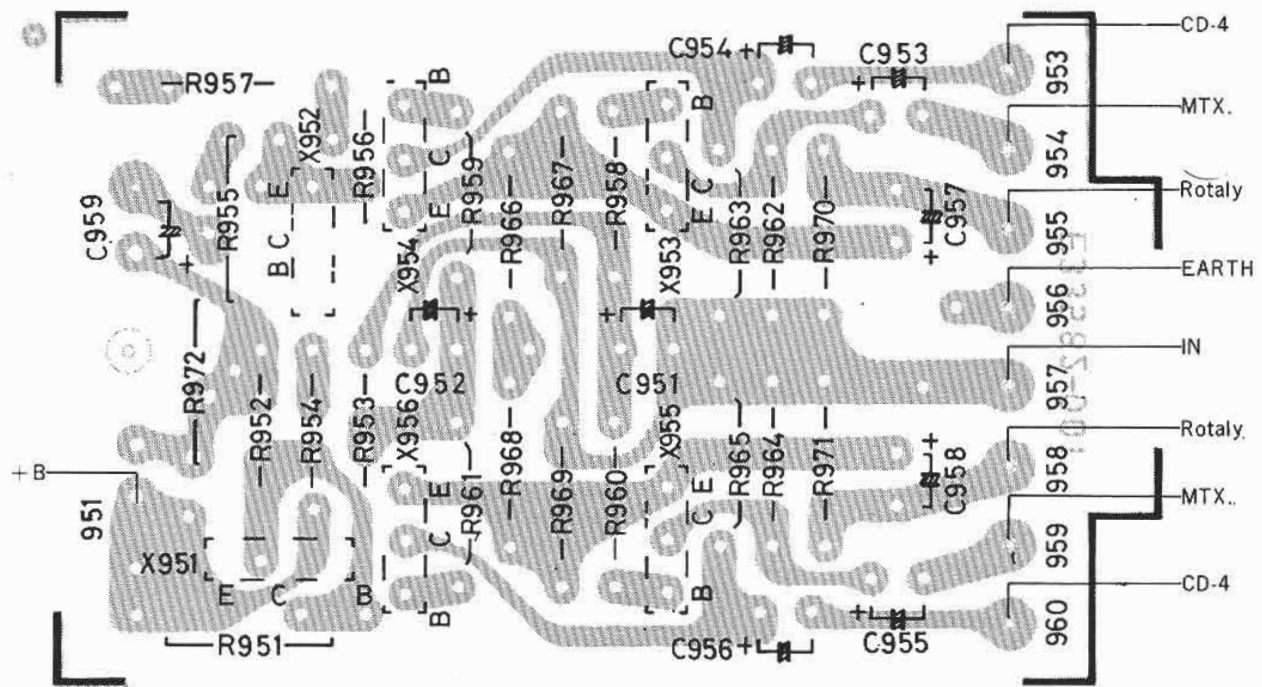 CD-4
C954 +
C953
+
953
R957
B
B
X952
MTX.
954
R956
E
C
R959
R966
R967
R958
C
E
E
C959
+
R955
B C
X954
R963
R962
R970
C957
+
Rotaly
955
X953
EARTH
956
+
+
IN
957
R972
R952
R954
R953
C952
X956
C951
X955
R965
R964
R971
+
C958
Rotaly
958
+ B
951
E
R961
R968
R969
R960
E
C
C
MTX..
959
X951
E C B
B
B
CD-4
960
R951
C956 +
+
C955